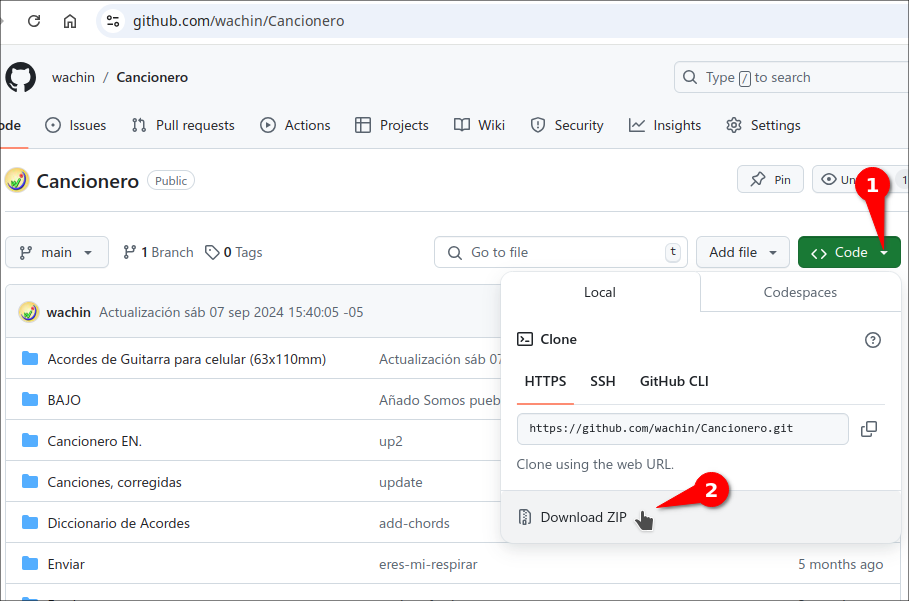 github.com/wachin/Cancionero
wachin / Cancionero
Type / to search
Issues Pull requests Actions Projects Wiki Security Insights Settings
Cancionero Public
Pin
1
main 1 Branch 0 Tags
Go to file t
Add file
Code
wachin Actualización sáb 07 sep 2024 15:40:05 -05
Local Codespaces
Clone
HTTPS SSH GitHub CLI
https://github.com/wachin/Cancionero.git
Clone using the web URL.
Download ZIP
2
Acordes de Guitarra para celular (63x110mm) Actualización sáb 07
BAJO Añado Somos pueb
Cancionero EN. up2
Canciones, corregidas update
Diccionario de Acordes add-chords
Enviar eres-mi-respirar 5 months ago